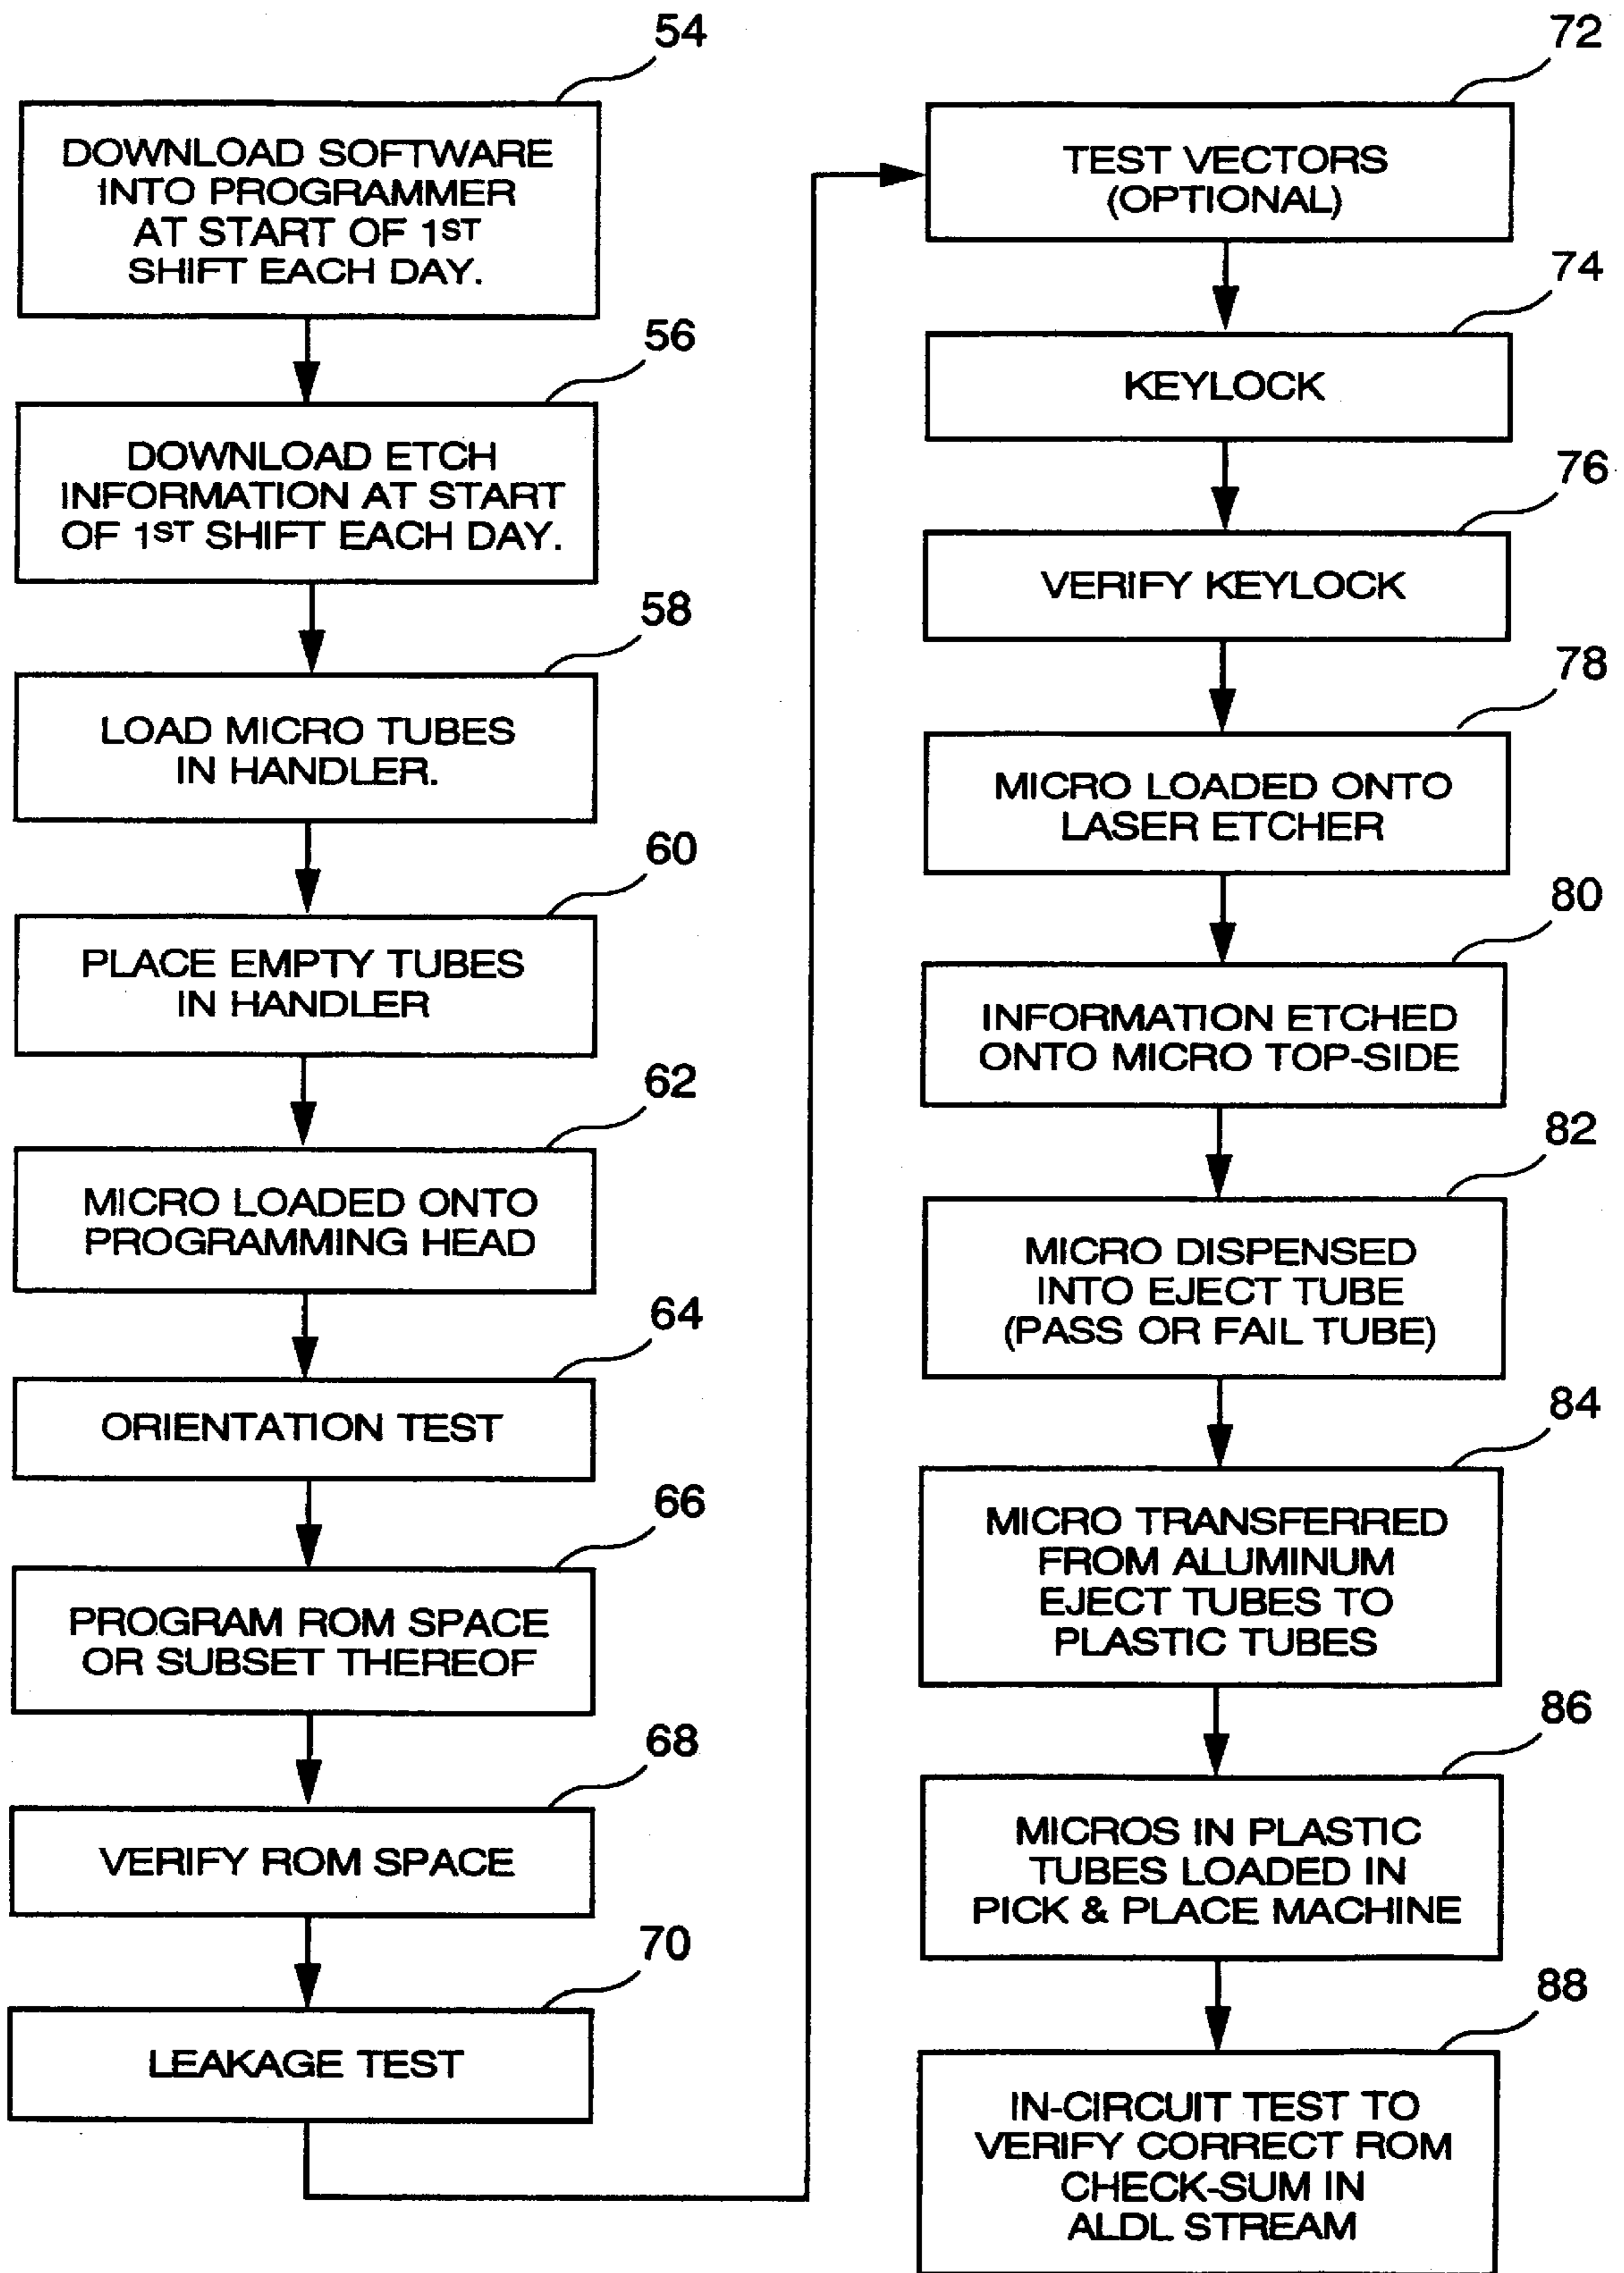 54
DOWNLOAD SOFTWARE
INTO PROGRAMMER
AT START OF 1ST
SHIFT EACH DAY.
56
DOWNLOAD ETCH
INFORMATION AT START
OF 1ST SHIFT EACH DAY.
58
LOAD MICRO TUBES
IN HANDLER.
60
PLACE EMPTY TUBES
IN HANDLER
62
MICRO LOADED ONTO
PROGRAMMING HEAD
64
ORIENTATION TEST
66
PROGRAM ROM SPACE
OR SUBSET THEREOF
68
VERIFY ROM SPACE
70
LEAKAGE TEST
72
TEST VECTORS
(OPTIONAL)
74
KEYLOCK
76
VERIFY KEYLOCK
78
MICRO LOADED ONTO
LASER ETCHER
80
INFORMATION ETCHED
ONTO MICRO TOP-SIDE
82
MICRO DISPENSED
INTO EJECT TUBE
(PASS OR FAIL TUBE)
84
MICRO TRANSFERRED
FROM ALUMINUM
EJECT TUBES TO
PLASTIC TUBES
86
MICROS IN PLASTIC
TUBES LOADED IN
PICK & PLACE MACHINE
88
IN-CIRCUIT TEST TO
VERIFY CORRECT ROM
CHECK-SUM IN
ALDL STREAM